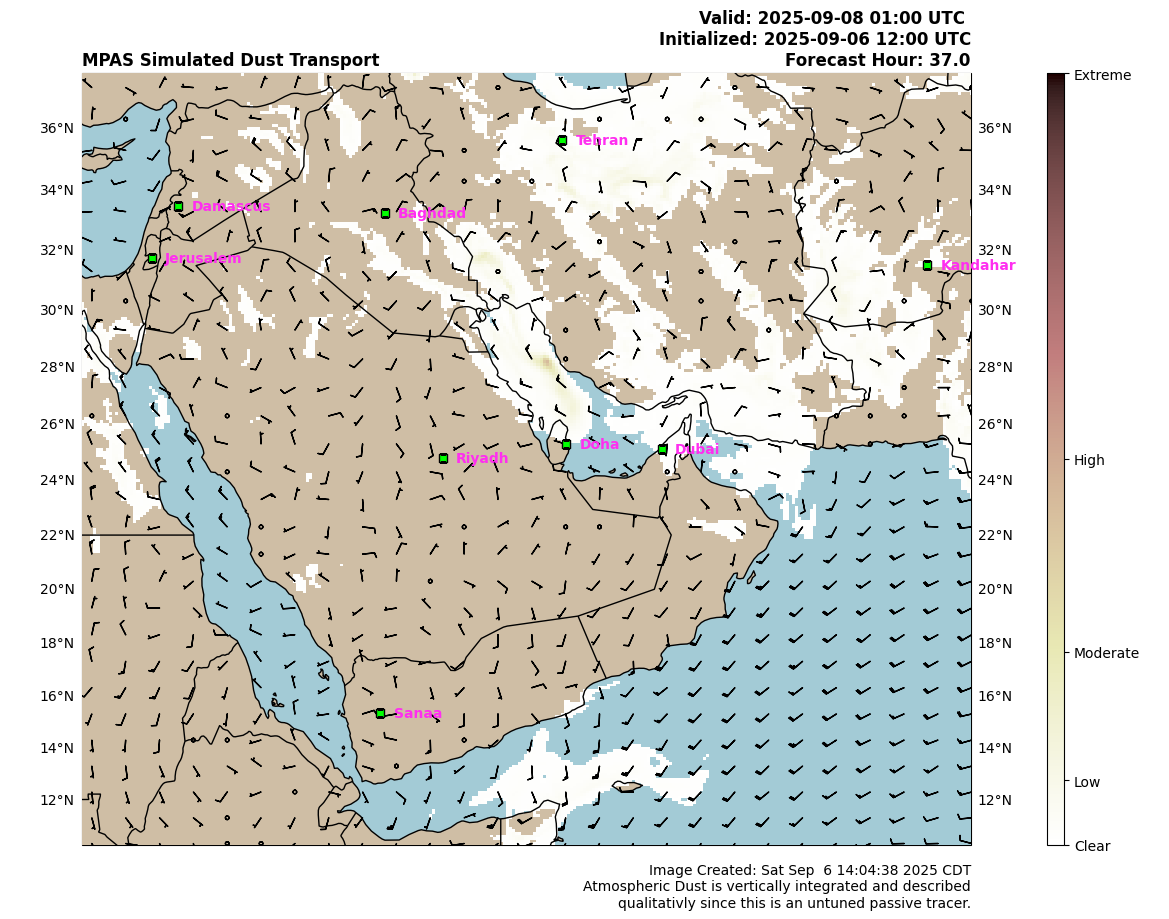 Valid: 2025-09-08 01:00 UTC
Initialized: 2025-09-06 12:00 UTC
MPAS Simulated Dust Transport Forecast Hour: 37.0
Extreme
36°N Tehran 36°N
34°N Damascus Baghdad 34°N
32°N Jerusalem Kandahar 32°N
30°N 30°N
28°N 28°N
26°N Doha Dubai 26°N
Riyadh High
24°N 24°N
22°N 22°N
20°N 20°N
18°N 18°N
Moderate
16°N Sanaa 16°N
14°N 14°N
Low
12°N 12°N
Clear
Image Created: Sat Sep  6 14:04:38 2025 CDT
Atmospheric Dust is vertically integrated and described
qualitativly since this is an untuned passive tracer.